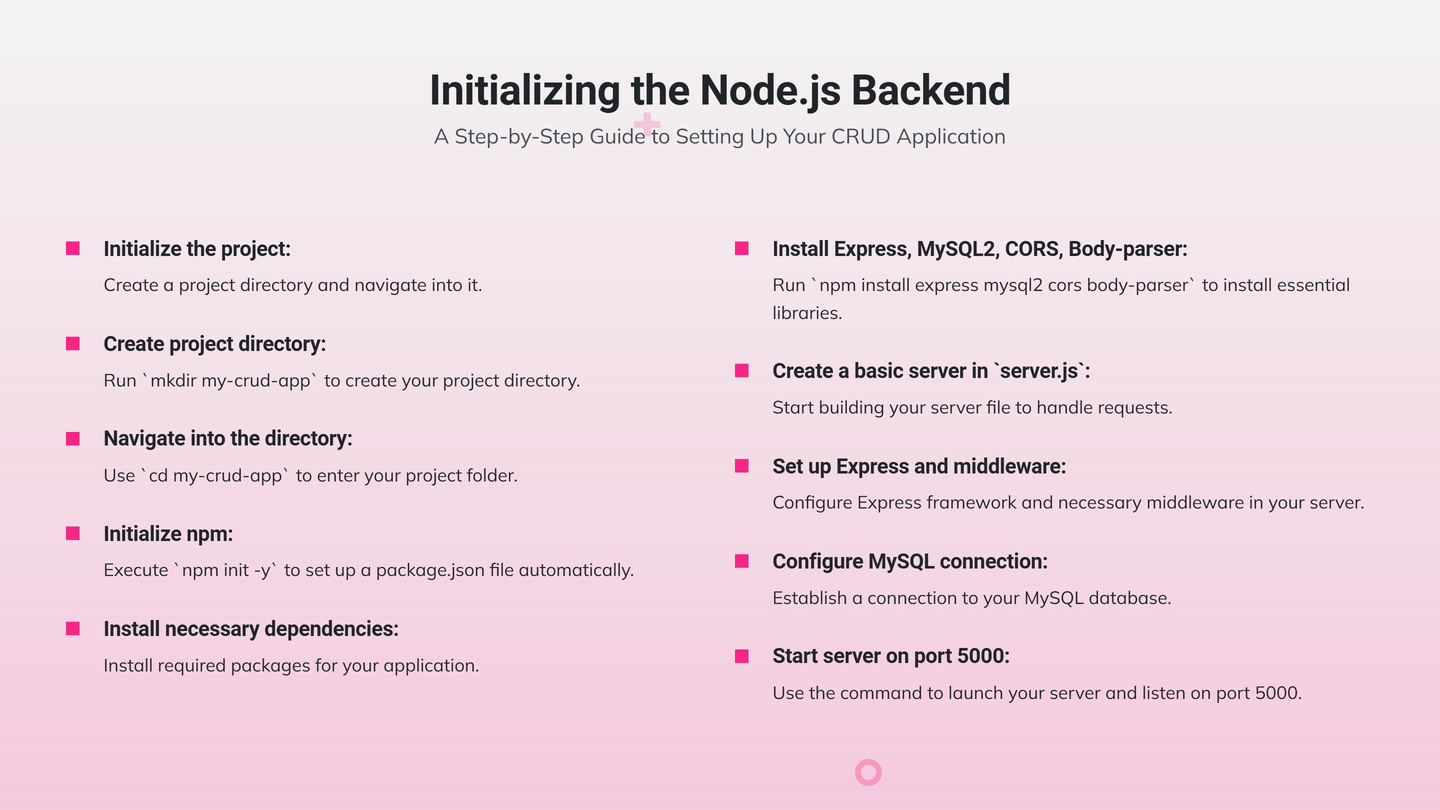 Initializing the Node.js Backend
A Step-by-Step Guide to Setting Up Your CRUD Application
Initialize the project:
Create a project directory and navigate into it.
Create project directory:
Run `mkdir my-crud-app` to create your project directory.
Navigate into the directory:
Use `cd my-crud-app` to enter your project folder.
Initialize npm:
Execute `npm init -y` to set up a package.json file automatically.
Install necessary dependencies:
Install required packages for your application.
Install Express, MySQL2, CORS, Body-parser:
Run `npm install express mysql2 cors body-parser` to install essential
libraries.
Create a basic server in `server.js`:
Start building your server file to handle requests.
Set up Express and middleware:
Configure Express framework and necessary middleware in your server.
Configure MySQL connection:
Establish a connection to your MySQL database.
Start server on port 5000:
Use the command to launch your server and listen on port 5000.